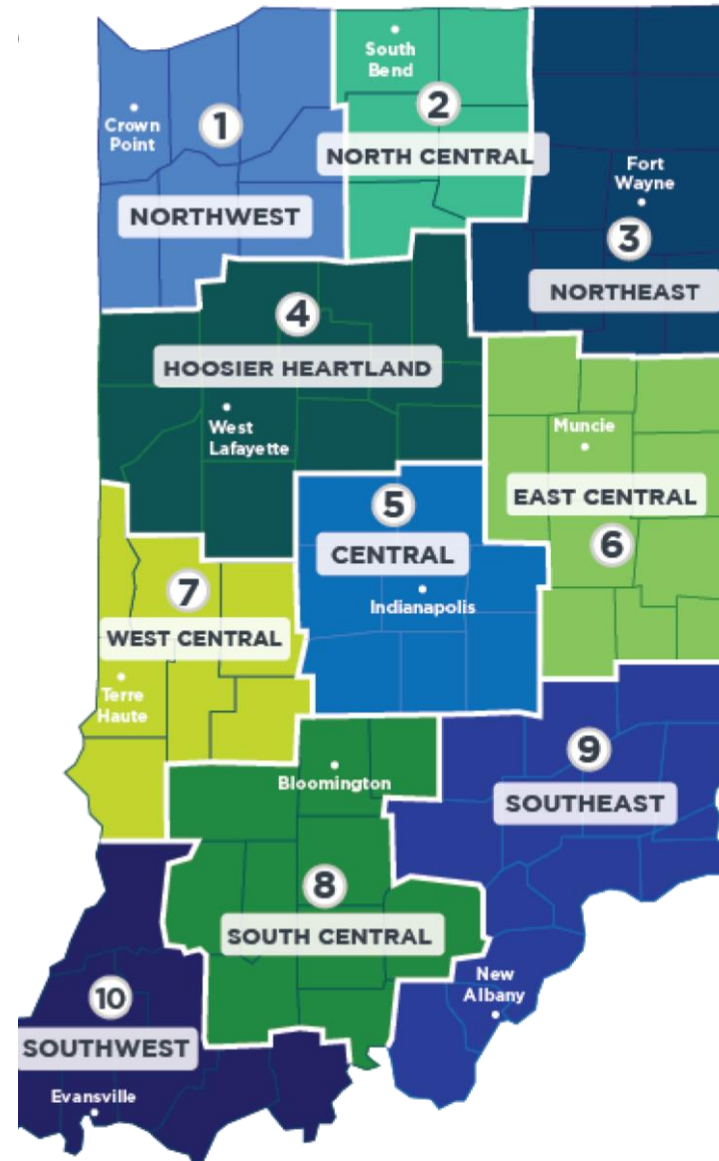 South
Bend
1
2
Crown
Point
NORTH CENTRAL
Fort
Wayne
NORTHWEST
3
NORTHEAST
4
HOOSIER HEARTLAND
West
Lafayette
Muncie
5
EAST CENTRAL
CENTRAL
6
7
Indianapolis
WEST CENTRAL
Terre
Haute
9
Bloomington
SOUTHEAST
8
SOUTH CENTRAL
New
Albany
10
SOUTHWEST
Evansville